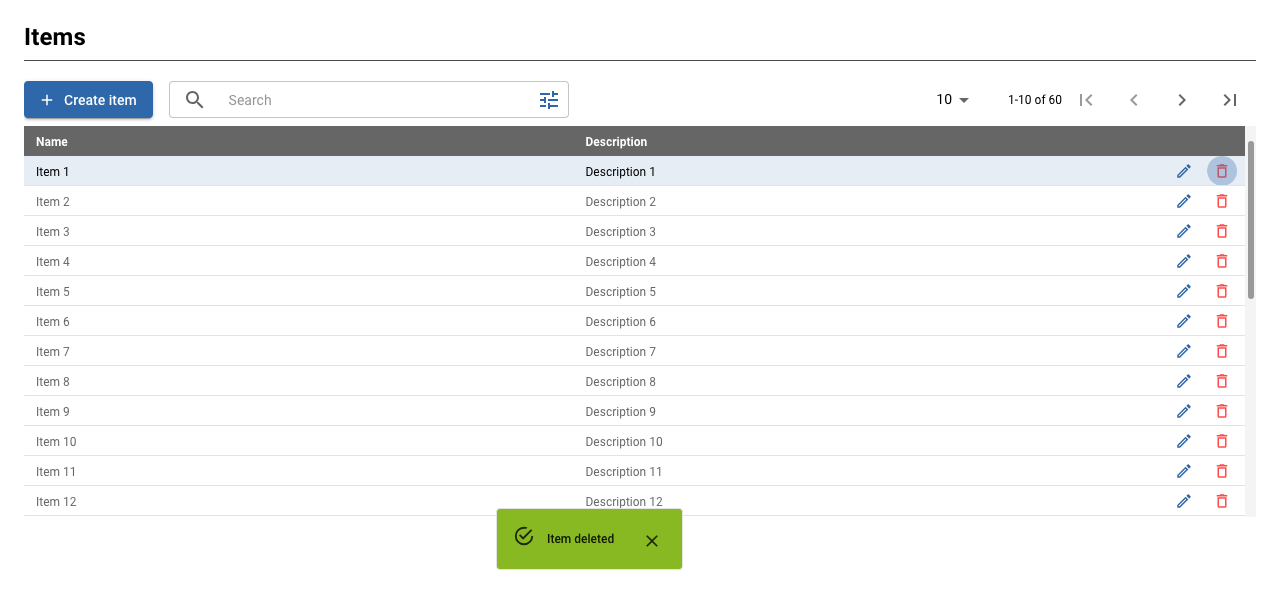 Items
Create item
Search
10
1-10 of 60
Name Description
Item 1 Description 1
Item 2 Description 2
Item 3 Description 3
Item 4 Description 4
Item 5 Description 5
Item 6 Description 6
Item 7 Description 7
Item 8 Description 8
Item 9 Description 9
Item 10 Description 10
Item 11 Description 11
Item 12 Description 12
Item deleted